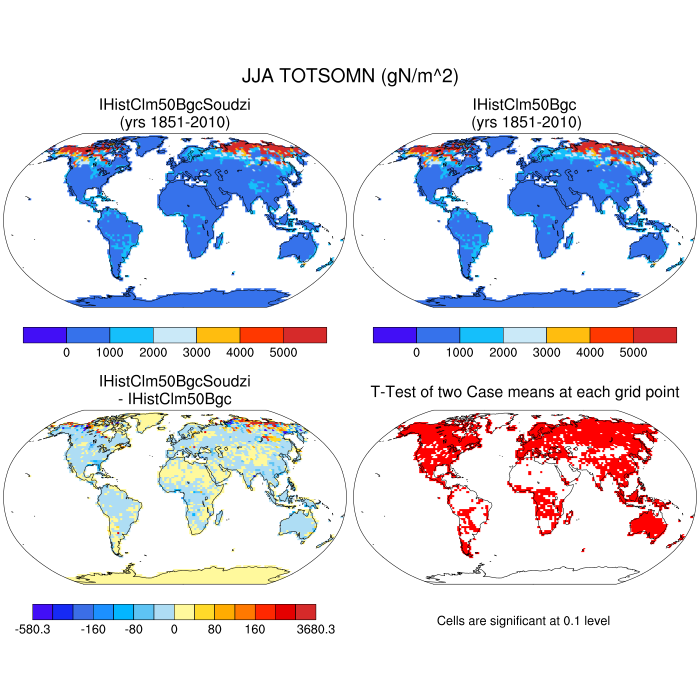 JJA TOTSOMN (gN/m^2)
IHistClm50BgcSoudzi
(yrs 1851-2010)
IHistClm50Bgc
(yrs 1851-2010)
0 1000 2000 3000 4000 5000
0 1000 2000 3000 4000 5000
IHistClm50BgcSoudzi
- IHistClm50Bgc
T-Test of two Case means at each grid point
-580.3 -160 -80 0 80 160 3680.3
Cells are significant at 0.1 level